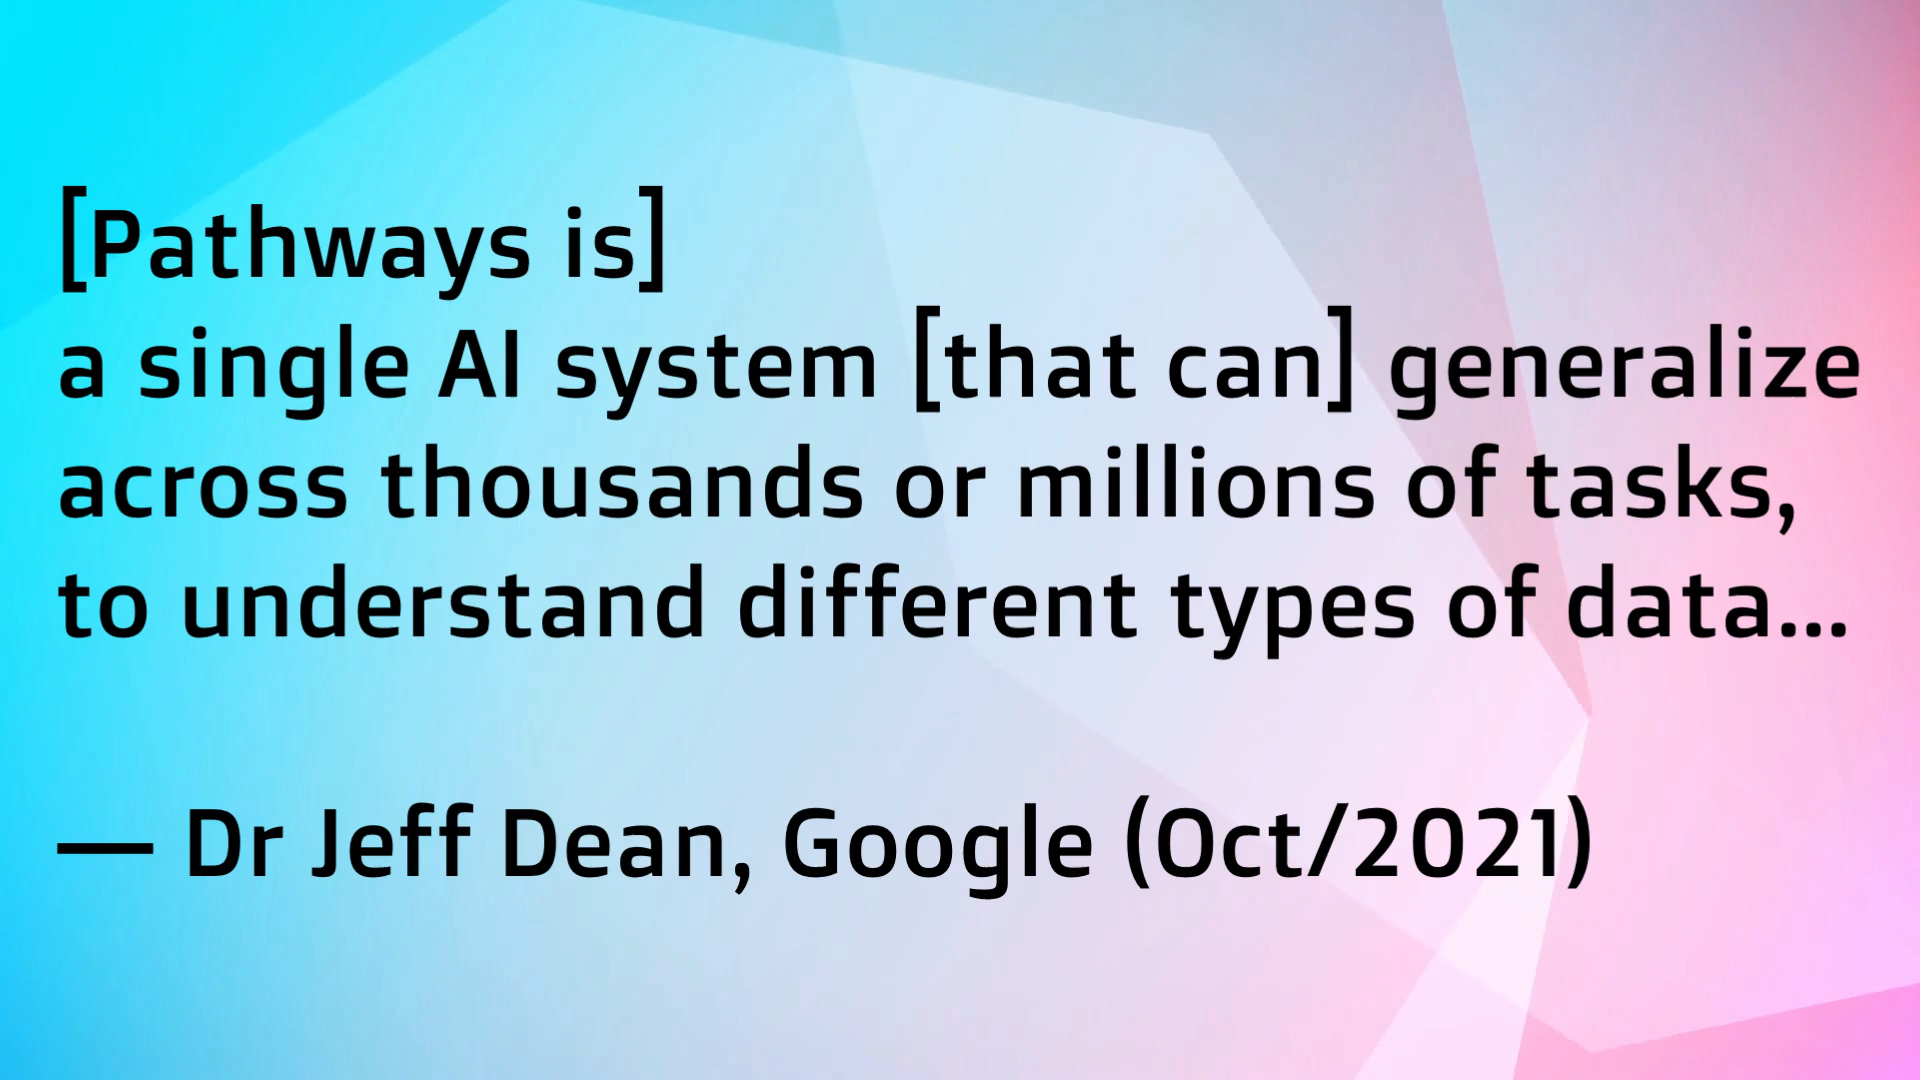 [Pathways is]
a single AI system [that can] generalize
across thousands or millions of tasks,
to understand different types of data...
— Dr Jeff Dean, Google (Oct/2021)